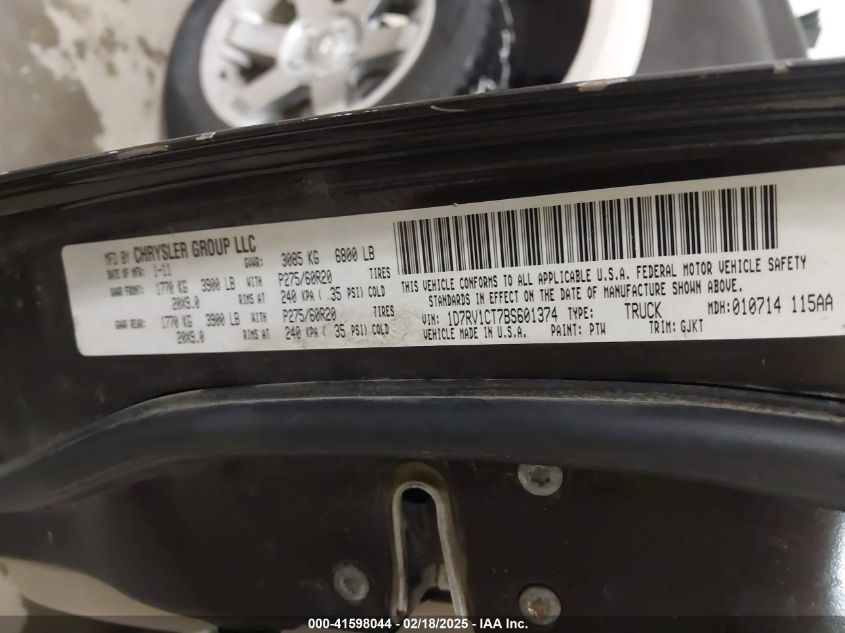 MFD BY CHRYSLER GROUP LLC
DATE OF MFR: 1-11 GVWR: 3085 KG 6800 LB
GAWR FRONT: 1770 KG 3900 LB WITH P275/60R20 TIRES
20X9.0 RIMS AT 240 KPA ( 35 PSI) COLD
GAWR REAR: 1770 KG 3900 LB WITH P275/60R20 TIRES
20X9.0 RIMS AT 240 KPA ( 35 PSI) COLD
THIS VEHICLE CONFORMS TO ALL APPLICABLE U.S.A. FEDERAL MOTOR VEHICLE SAFETY
STANDARDS IN EFFECT ON THE DATE OF MANUFACTURE SHOWN ABOVE.
VIN: 1D7RV1CT7BS601374 TYPE: TRUCK MDH:010714 115AA
VEHICLE MADE IN U.S.A. PAINT: PTW TRIM: GJKT
000-41598044 - 02/18/2025 - IAA Inc.